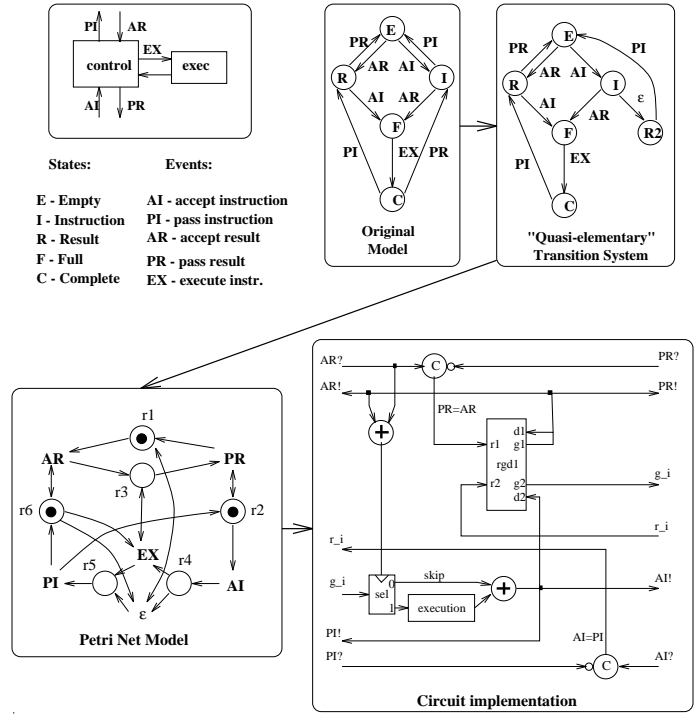 PI
AR
EX
control
exec
AI
PR
States:
Events:
E - Empty
I - Instruction
R - Result
F - Full
C - Complete
AI - accept instruction
PI - pass instruction
AR - accept result
PR - pass result
EX - execute instr.
E
PR
PI
AR
AI
R
I
AI
AR
F
PI
EX
PR
C
Original
Model
E
PR
PI
AR
AI
R
I
AI
ε
AR
F
R2
PI
EX
C
"Quasi-elementary"
Transition System
r1
AR
PR
r3
r6
r2
EX
r5
r4
PI
AI
ε
Petri Net Model
AR?
C
PR?
AR!
PR!
PR=AR
+
d1
r1
g1
rgd1
r2
g2
d2
g_i
r_i
r_i
g_i
0
skip
sel
+
AI!
1
execution
PI!
AI=PI
PI?
C
AI?
Circuit implementation